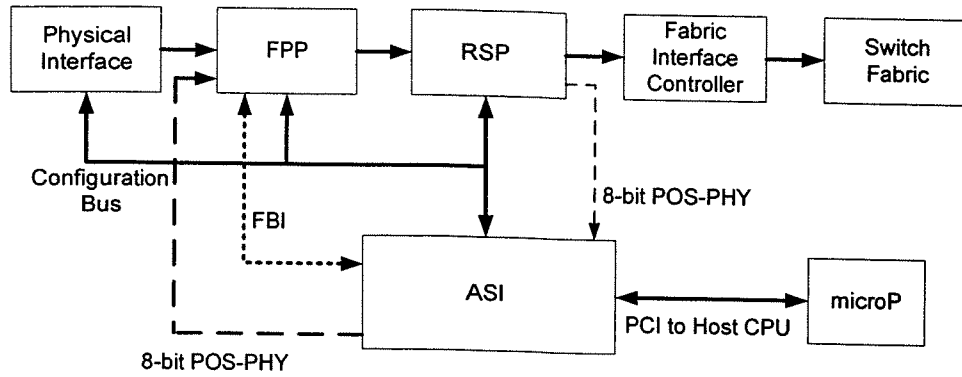 Physical
Interface
FPP
RSP
Fabric
Interface
Controller
Switch
Fabric
Configuration
Bus
FBI
8-bit POS-PHY
ASI
microP
PCI to Host CPU
8-bit POS-PHY